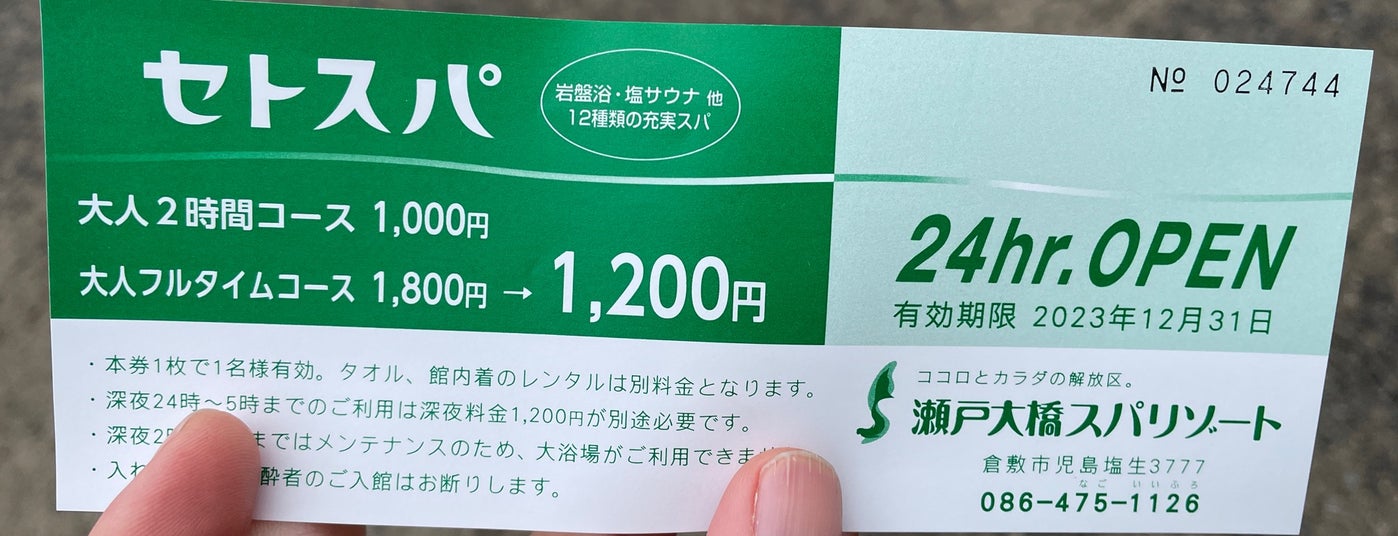 セトスパ
岩盤浴・塩サウナ 他
12種類の充実スパ
大人2時間コース 1,000円
大人フルタイムコース 1,800円 → 1,200円
・本券1枚で1名様有効。タオル、館内着のレンタルは別料金となります。
・深夜24時～5時までのご利用は深夜料金1,200円が別途必要です。
・深夜2 まではメンテナンスのため、大浴場がご利用できま
・入れ 酔者のご入館はお断りします。
№ 024744
24hr.OPEN
有効期限 2023年12月31日
ココロとカラダの解放区。
瀬戸大橋スパリゾート
倉敷市児島塩生3777
なご いいふろ
086-475-1126